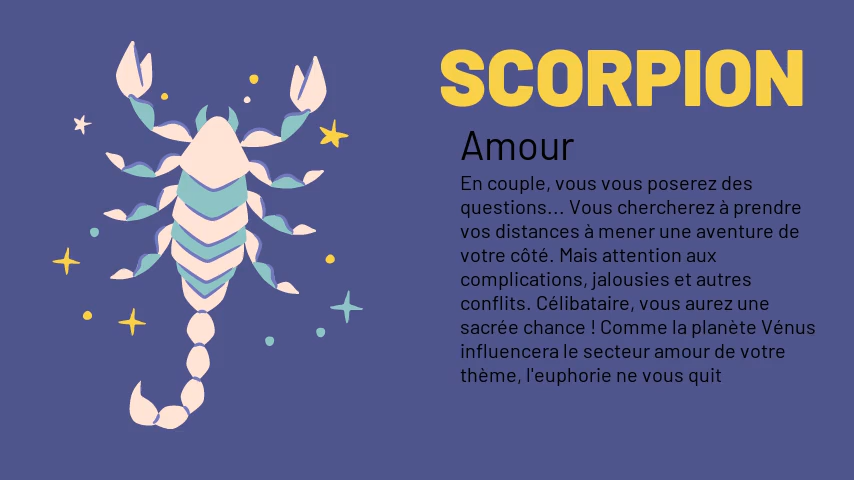 SCORPION
Amour
En couple, vous vous poserez des
questions... Vous chercherez à prendre
vos distances à mener une aventure de
votre côté. Mais attention aux
complications, jalousies et autres
conflits. Célibataire, vous aurez une
sacrée chance ! Comme la planète Vénus
influencera le secteur amour de votre
thème, l'euphorie ne vous quit